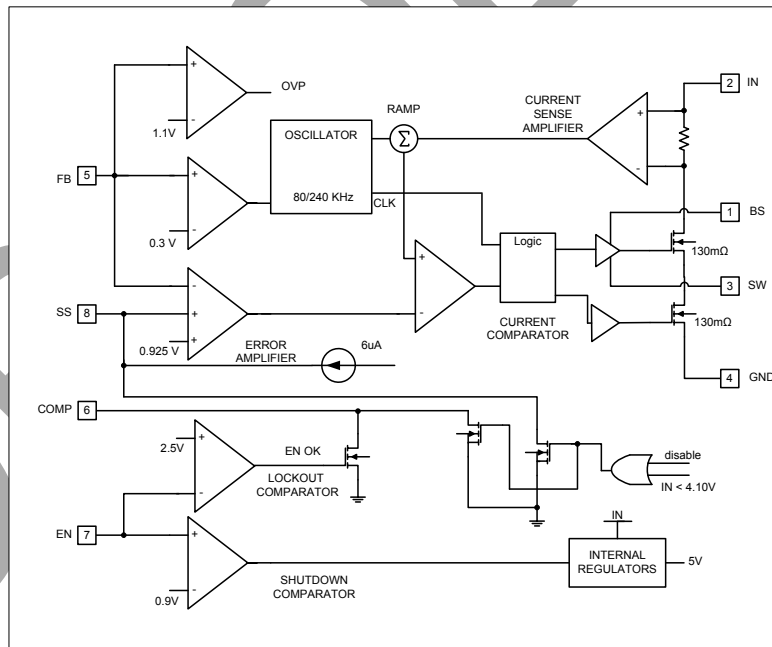 OVP
1.1V
FB 5
0.3 V
OSCILLATOR
80/240 KHz
CLK
RAMP
Σ
CURRENT
SENSE
AMPLIFIER
+
-
+
-
+
-
2 IN
1 BS
130mΩ
3 SW
130mΩ
4 GND
Logic
CURRENT
COMPARATOR
+
-
SS 8
-
+
+
0.925 V
ERROR
AMPLIFIER
6uA
COMP 6
2.5V
+
-
EN OK
LOCKOUT
COMPARATOR
disable
IN < 4.10V
EN 7
+
-
0.9V
SHUTDOWN
COMPARATOR
IN
INTERNAL
REGULATORS
5V